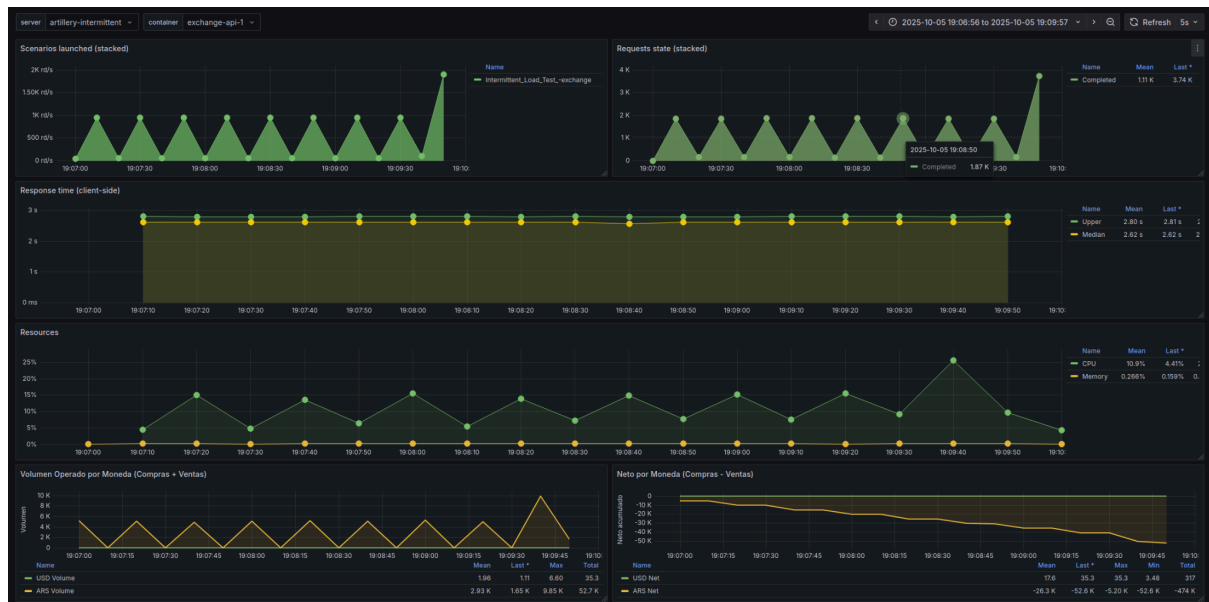 server artillery-intermittent container exchange-api-1 2025-10-05 19:06:56 to 2025-10-05 19:09:57 Refresh 5s
Scenarios launched (stacked)
2K rd/s
1.50K rd/s
1K rd/s
500 rd/s
0 rd/s
19:07:00 19:07:30 19:08:00 19:08:30 19:09:00 19:09:30 19:10:
Name
Intermittent_Load_Test_-exchange
Requests state (stacked)
4 K
3 K
2 K
1 K
0
19:07:00 19:07:30 19:08:00 19:08:30 9:30 19:10:
2025-10-05 19:08:50
Completed 1.87 K
Name Mean Last *
Completed 1.11 K 3.74 K
Response time (client-side)
3 s
2 s
1 s
0 ms
19:07:00 19:07:10 19:07:20 19:07:30 19:07:40 19:07:50 19:08:00 19:08:10 19:08:20 19:08:30 19:08:40 19:08:50 19:09:00 19:09:10 19:09:20 19:09:30 19:09:40 19:09:50 19:10:
Name Mean Last *
Upper 2.80 s 2.81 s 2
Median 2.62 s 2.62 s 2
Resources
25%
20%
15%
10%
5%
0%
19:07:00 19:07:10 19:07:20 19:07:30 19:07:40 19:07:50 19:08:00 19:08:10 19:08:20 19:08:30 19:08:40 19:08:50 19:09:00 19:09:10 19:09:20 19:09:30 19:09:40 19:09:50 19:10:
Name Mean Last *
CPU 10.9% 4.41%
Memory 0.266% 0.159% 0.
Volumen Operado por Moneda (Compras + Ventas)
Volumen
10 K
8 K
6 K
4 K
2 K
0
19:07:00 19:07:15 19:07:30 19:07:45 19:08:00 19:08:15 19:08:30 19:08:45 19:09:00 19:09:15 19:09:30 19:09:45 19:10:
Name Mean Last * Max Total
USD Volume 1.96 1.11 6.60 35.3
ARS Volume 2.93 K 1.65 K 9.85 K 52.7 K
Neto por Moneda (Compras - Ventas)
Neto acumulado
0
-10 K
-20 K
-30 K
-40 K
-50 K
19:07:00 19:07:15 19:07:30 19:07:45 19:08:00 19:08:15 19:08:30 19:08:45 19:09:00 19:09:15 19:09:30 19:09:45 19:10:
Name Mean Last * Max Min Total
USD Net 17.6 35.3 35.3 3.48 317
ARS Net -26.3 K -52.6 K -5.20 K -52.6 K -474 K